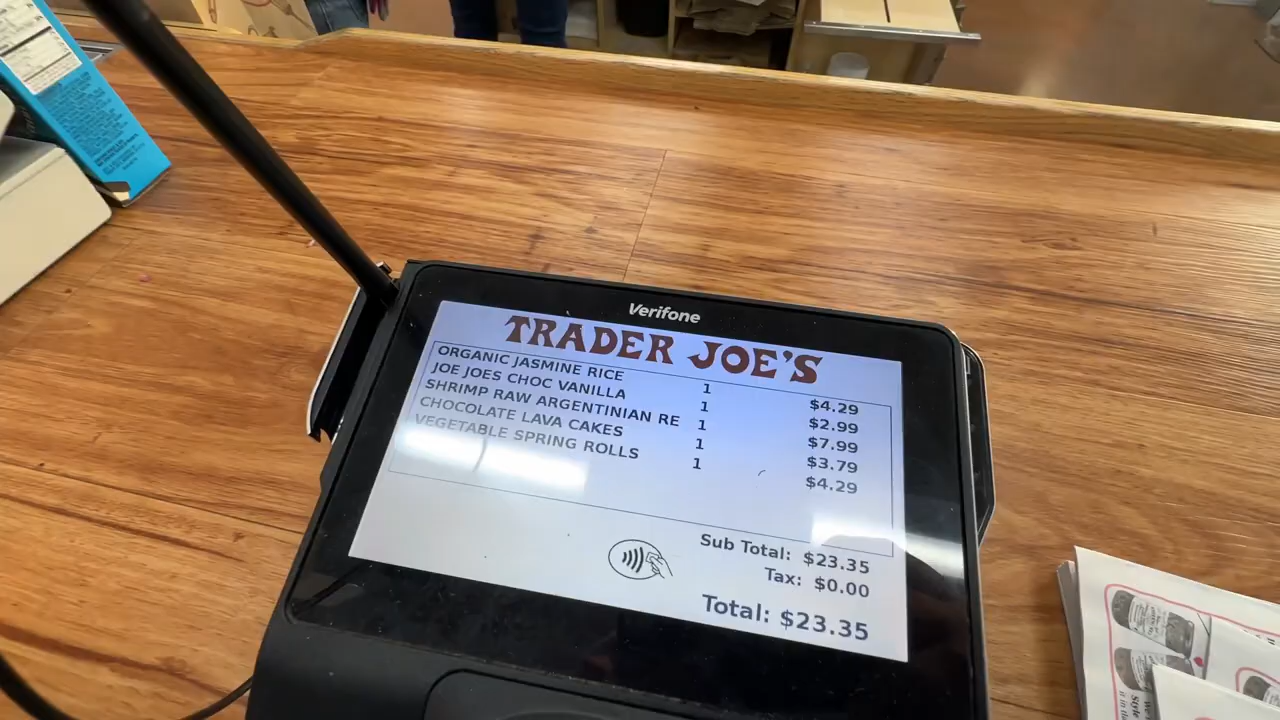 Verifone
TRADER JOE'S
ORGANIC JASMINE RICE 1 $4.29
JOE JOES CHOC VANILLA 1 $2.99
SHRIMP RAW ARGENTINIAN RE 1 $7.99
CHOCOLATE LAVA CAKES 1 $3.79
VEGETABLE SPRING ROLLS 1 $4.29
Sub Total: $23.35
Tax: $0.00
Total: $23.35